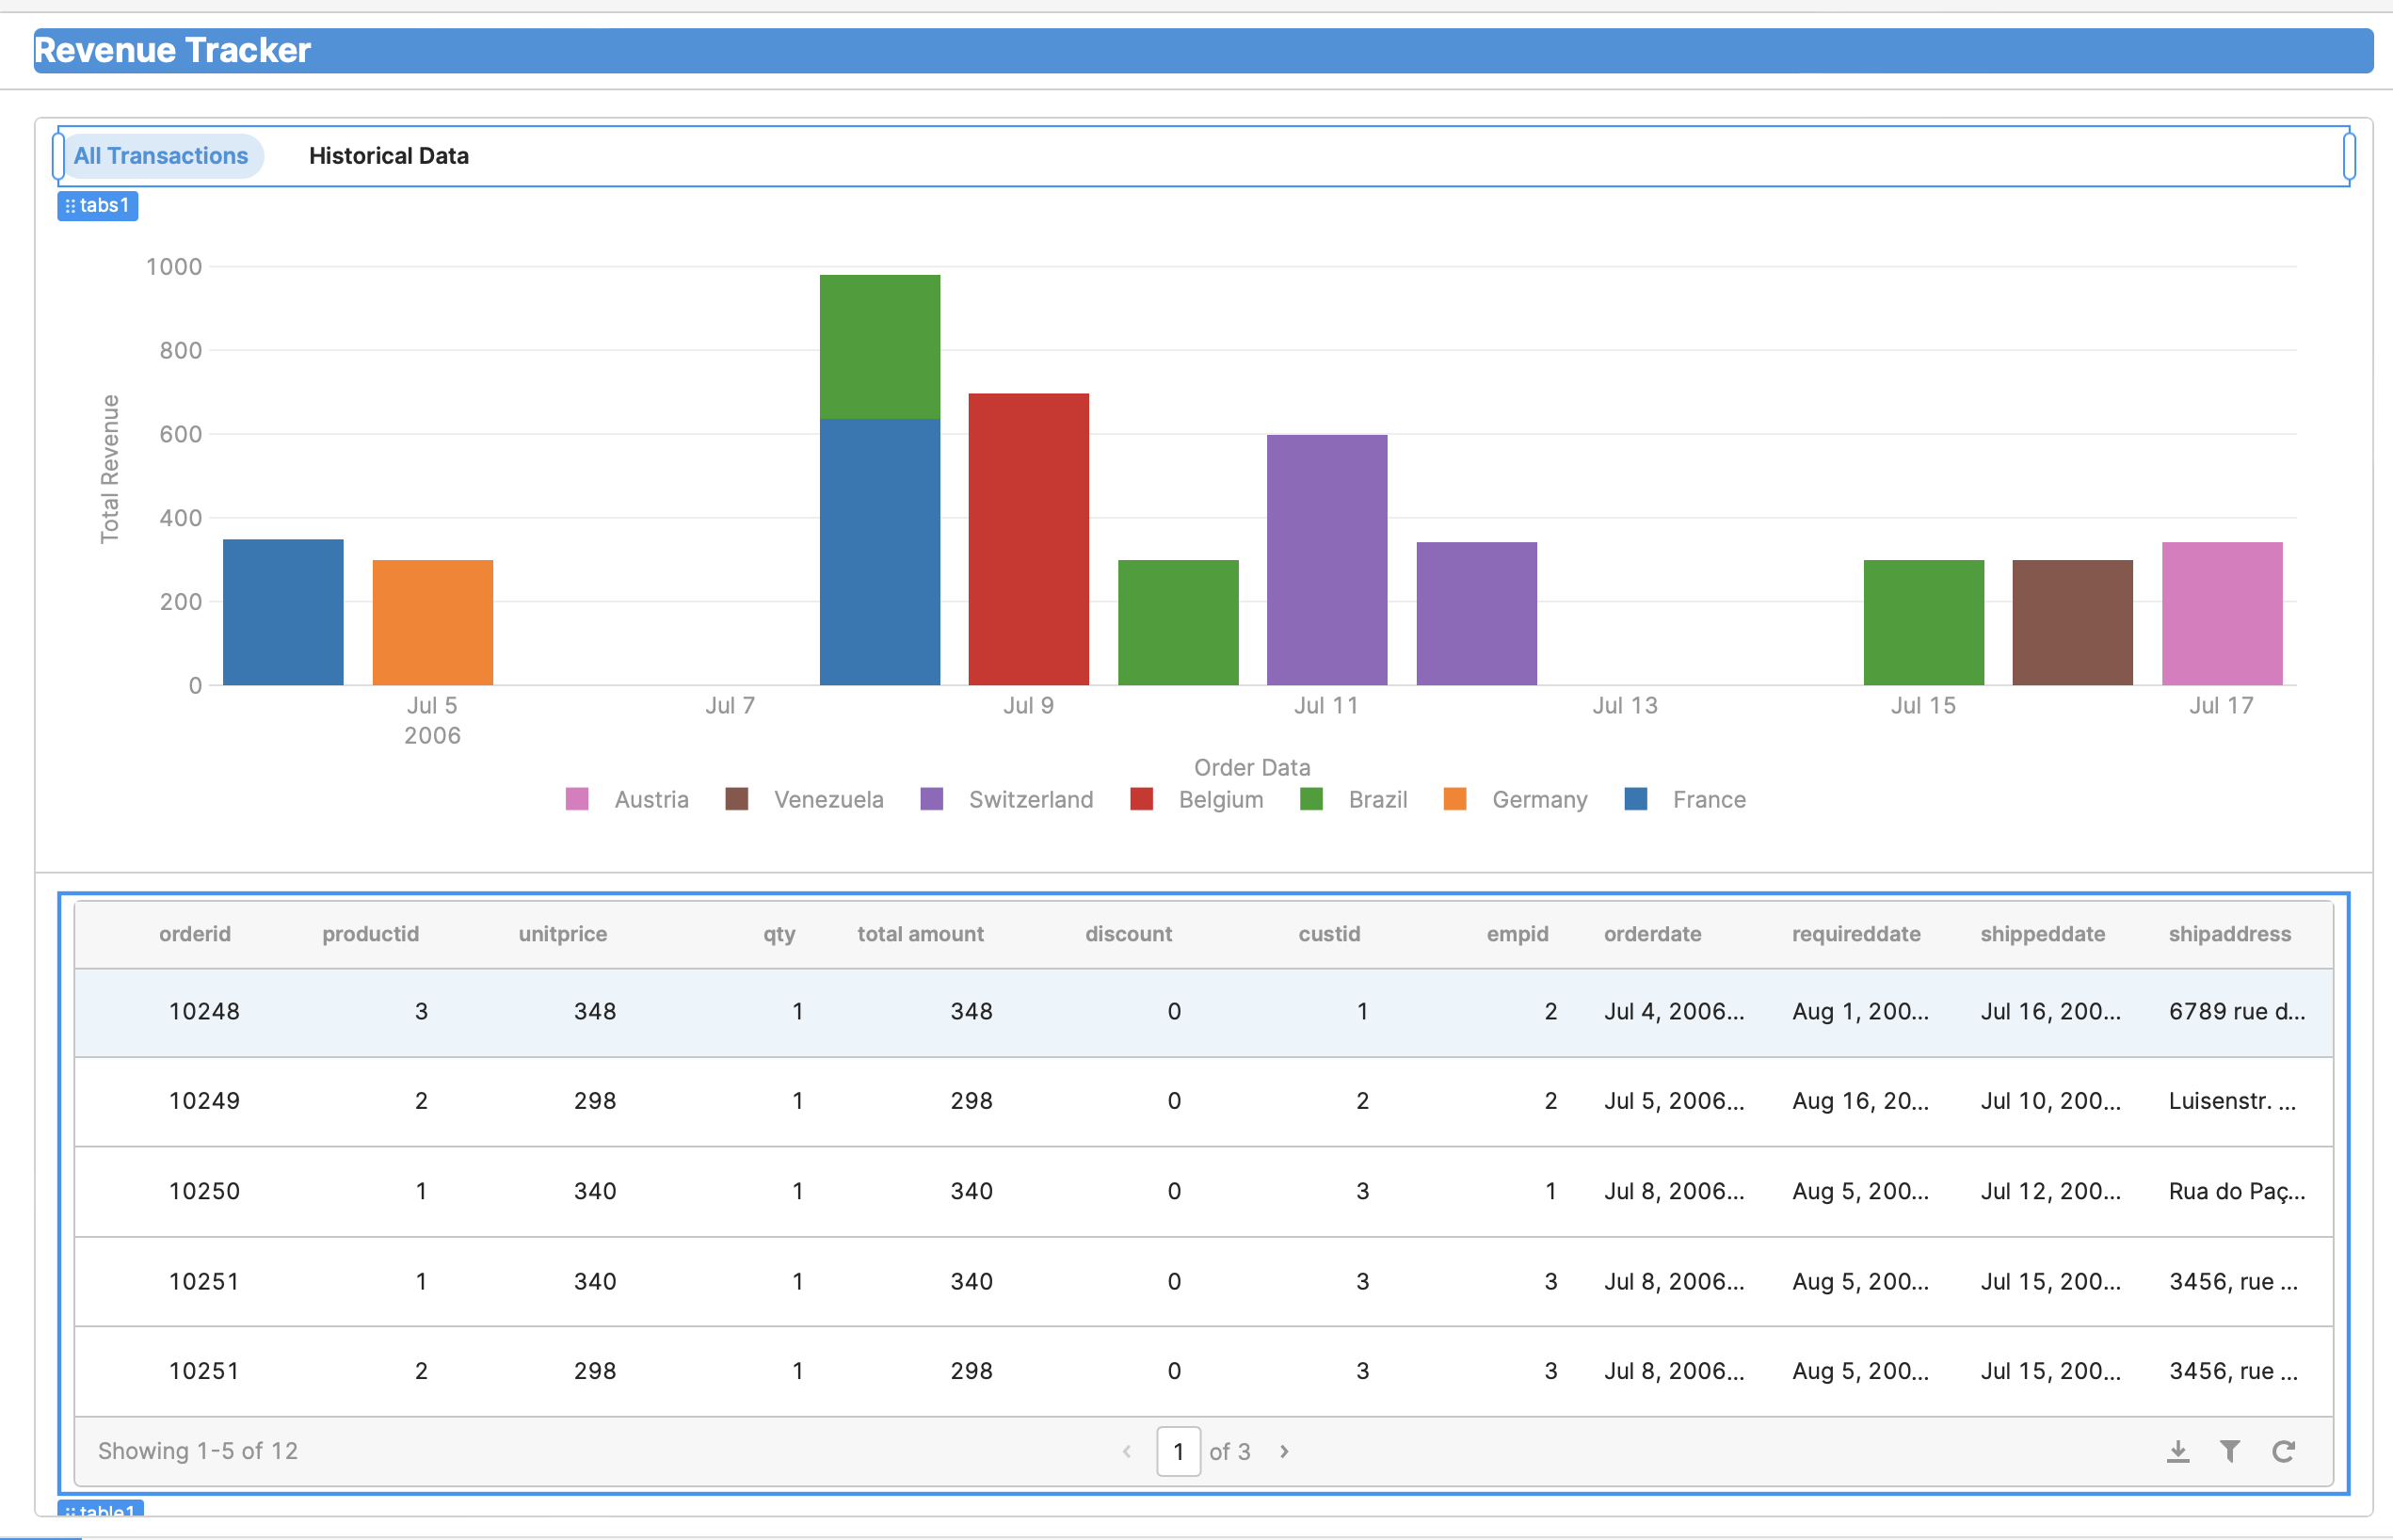 Revenue Tracker
All Transactions Historical Data
tabs1
Total Revenue
1000
800
600
400
200
0
Jul 5 Jul 7 Jul 9 Jul 11 Jul 13 Jul 15 Jul 17
2006
Order Data
Austria Venezuela Switzerland Belgium Brazil Germany France
orderid productid unitprice qty total amount discount custid empid orderdate requireddate shippeddate shipaddress
10248 3 348 1 348 0 1 2 Jul 4, 2006... Aug 1, 200... Jul 16, 200... 6789 rue d...
10249 2 298 1 298 0 2 2 Jul 5, 2006... Aug 16, 20... Jul 10, 200... Luisenstr. ...
10250 1 340 1 340 0 3 1 Jul 8, 2006... Aug 5, 200... Jul 12, 200... Rua do Paç...
10251 1 340 1 340 0 3 3 Jul 8, 2006... Aug 5, 200... Jul 15, 200... 3456, rue ...
10251 2 298 1 298 0 3 3 Jul 8, 2006... Aug 5, 200... Jul 15, 200... 3456, rue ...
Showing 1-5 of 12 1 of 3
table1